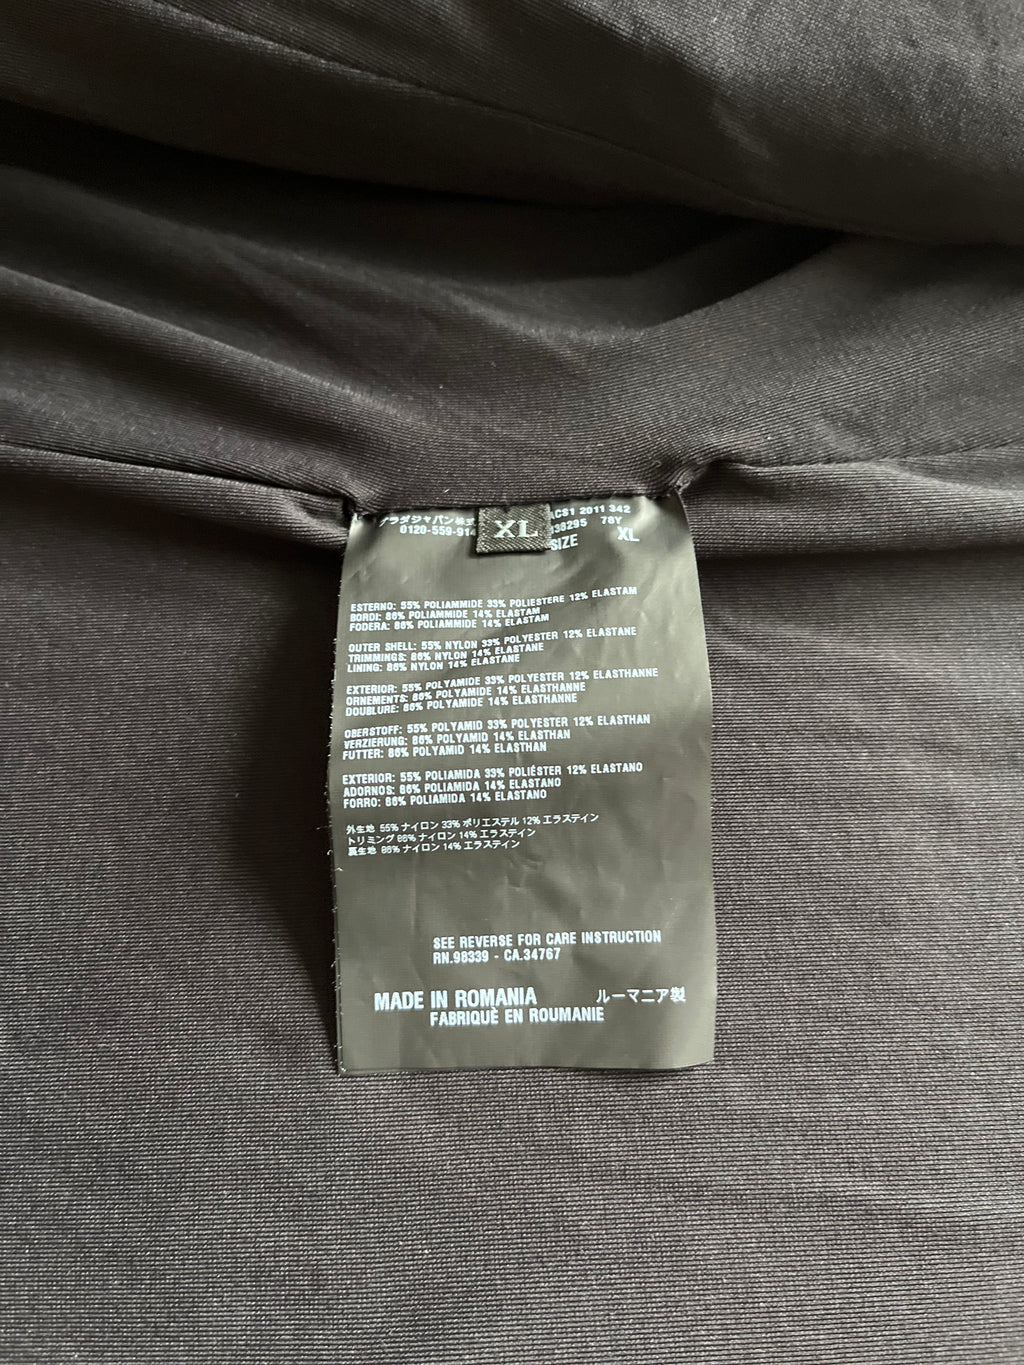 プラダジャパン株式
0120-559-914
XL
ACS1 2011 342
138295 78Y
SIZE XL
ESTERNO: 55% POLIAMMIDE 33% POLIESTERE 12% ELASTAM
BORDI: 86% POLIAMMIDE 14% ELASTAM
FODERA: 86% POLIAMMIDE 14% ELASTAM
OUTER SHELL: 55% NYLON 33% POLYESTER 12% ELASTANE
TRIMMINGS: 86% NYLON 14% ELASTANE
LINING: 86% NYLON 14% ELASTANE
EXTERIOR: 55% POLYAMIDE 33% POLYESTER 12% ELASTHANNE
ORNEMENTS: 86% POLYAMIDE 14% ELASTHANNE
DOUBLURE: 86% POLYAMIDE 14% ELASTHANNE
OBERSTOFF: 55% POLYAMID 33% POLYESTER 12% ELASTHAN
VERZIERUNG: 86% POLYAMID 14% ELASTHAN
FUTTER: 86% POLYAMID 14% ELASTHAN
EXTERIOR: 55% POLIAMIDA 33% POLIÉSTER 12% ELASTANO
ADORNOS: 86% POLIAMIDA 14% ELASTANO
FORRO: 86% POLIAMIDA 14% ELASTANO
外生地 55% ナイロン 33% ポリエステル 12% エラステイン
トリミング 86% ナイロン 14% エラステイン
裏生地 86% ナイロン 14% エラステイン
SEE REVERSE FOR CARE INSTRUCTION
RN.98339 - CA.34767
MADE IN ROMANIA ルーマニア製
FABRIQUÈ EN ROUMANIE